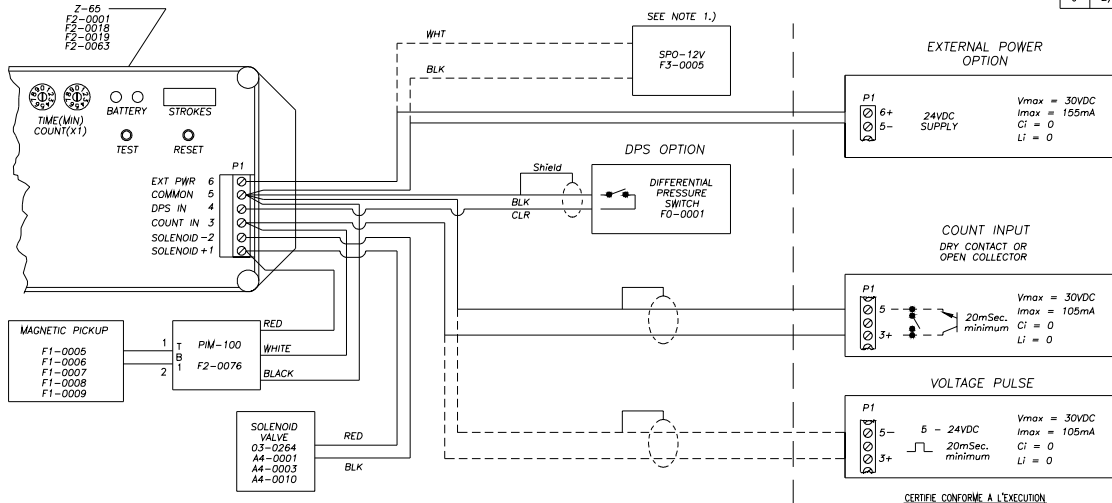 Z-65
F2-0001
F2-0018
F2-0019
F2-0063
TIME(MIN)
COUNT(X1)
BATTERY
STROKES
TEST
RESET
P1
EXT PWR 6
COMMON 5
DPS IN 4
COUNT IN 3
SOLENOID -2
SOLENOID +1
MAGNETIC PICKUP
F1-0005
F1-0006
F1-0007
F1-0008
F1-0009
1
2
T
B
1
PIM-100
F2-0076
RED
WHITE
BLACK
SOLENOID
VALVE
03-0264
A4-0001
A4-0003
A4-0010
RED
BLK
WHT
BLK
SEE NOTE 1.)
SPO-12V
F3-0005
DPS OPTION
Shield
BLK
CLR
DIFFERENTIAL
PRESSURE
SWITCH
F0-0001
EXTERNAL POWER
OPTION
P1
6+
5-
24VDC
SUPPLY
Vmax = 30VDC
Imax = 155mA
Ci = 0
Li = 0
COUNT INPUT
DRY CONTACT OR
OPEN COLLECTOR
P1
5
3+
20mSec.
minimum
Vmax = 30VDC
Imax = 105mA
Ci = 0
Li = 0
VOLTAGE PULSE
P1
5-
3+
5 - 24VDC
20mSec.
minimum
Vmax = 30VDC
Imax = 105mA
Ci = 0
Li = 0
CERTIFIE CONFORME A L'EXECUTION